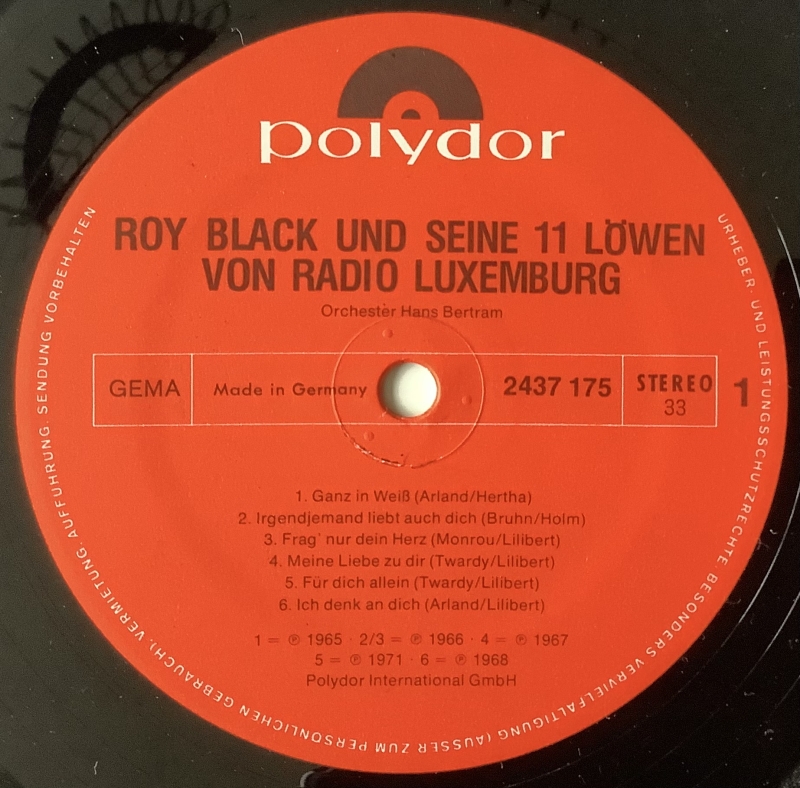 polydor
ROY BLACK UND SEINE 11 LÖWEN
VON RADIO LUXEMBURG
Orchester Hans Bertram
GEMA
Made in Germany
2437 175
STEREO
33
1
1. Ganz in Weiß (Arland/Hertha)
2. Irgendjemand liebt auch dich (Bruhn/Holm)
3. Frag' nur dein Herz (Monrou/Lilibert)
4. Meine Liebe zu dir (Twardy/Lilibert)
5. Für dich allein (Twardy/Lilibert)
6. Ich denk an dich (Arland/Lilibert)
1 = ℗ 1965 · 2/3 = ℗ 1966 · 4 = ℗ 1967
5 = ℗ 1971 · 6 = ℗ 1968
Polydor International GmbH
URHEBER- UND LEISTUNGSSCHUTZRECHTE, BESONDERS VERVIELFALTIGUNG (AUSSER ZUM PERSONLICHEN GEBRAUCH), VERMIETUNG, AUFFUHRUNG, SENDUNG VORBEHALTEN